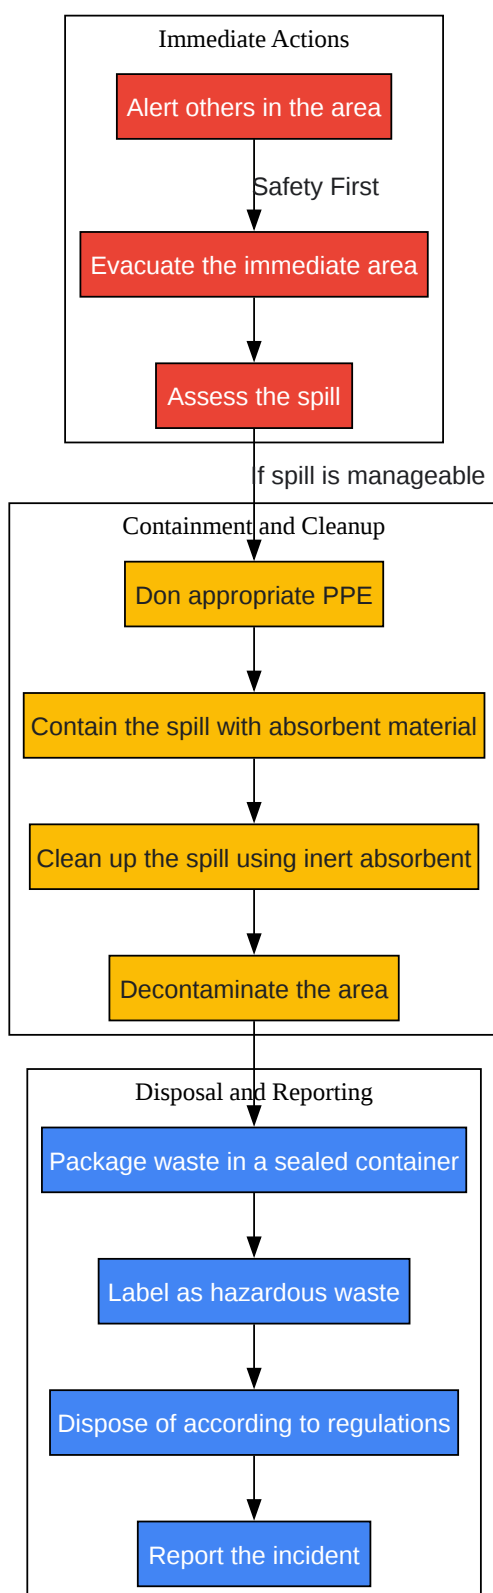 Immediate Actions
Alert others in the area
Safety First
Evacuate the immediate area
Assess the spill
If spill is manageable
Containment and Cleanup
Don appropriate PPE
Contain the spill with absorbent material
Clean up the spill using inert absorbent
Decontaminate the area
Disposal and Reporting
Package waste in a sealed container
Label as hazardous waste
Dispose of according to regulations
Report the incident